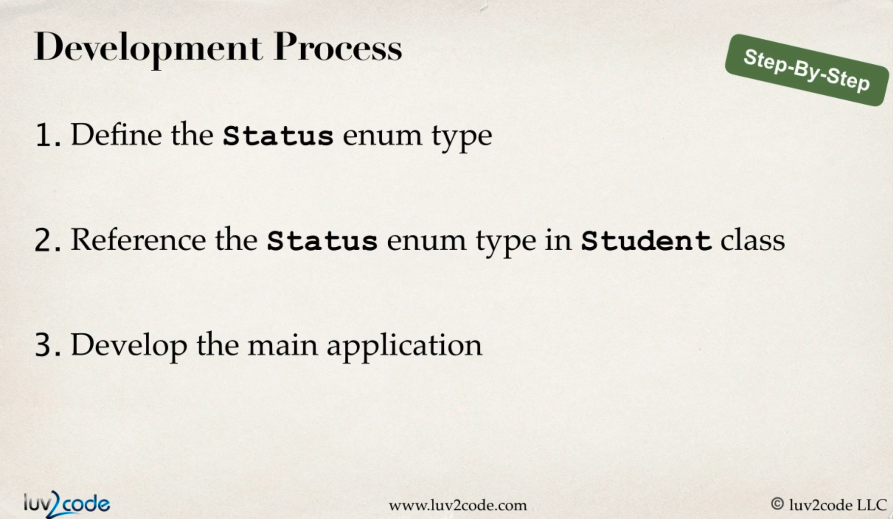 Development Process
Step-By-Step
1. Define the Status enum type
2. Reference the Status enum type in Student class
3. Develop the main application
luv2code
www.luv2code.com
© luv2code LLC